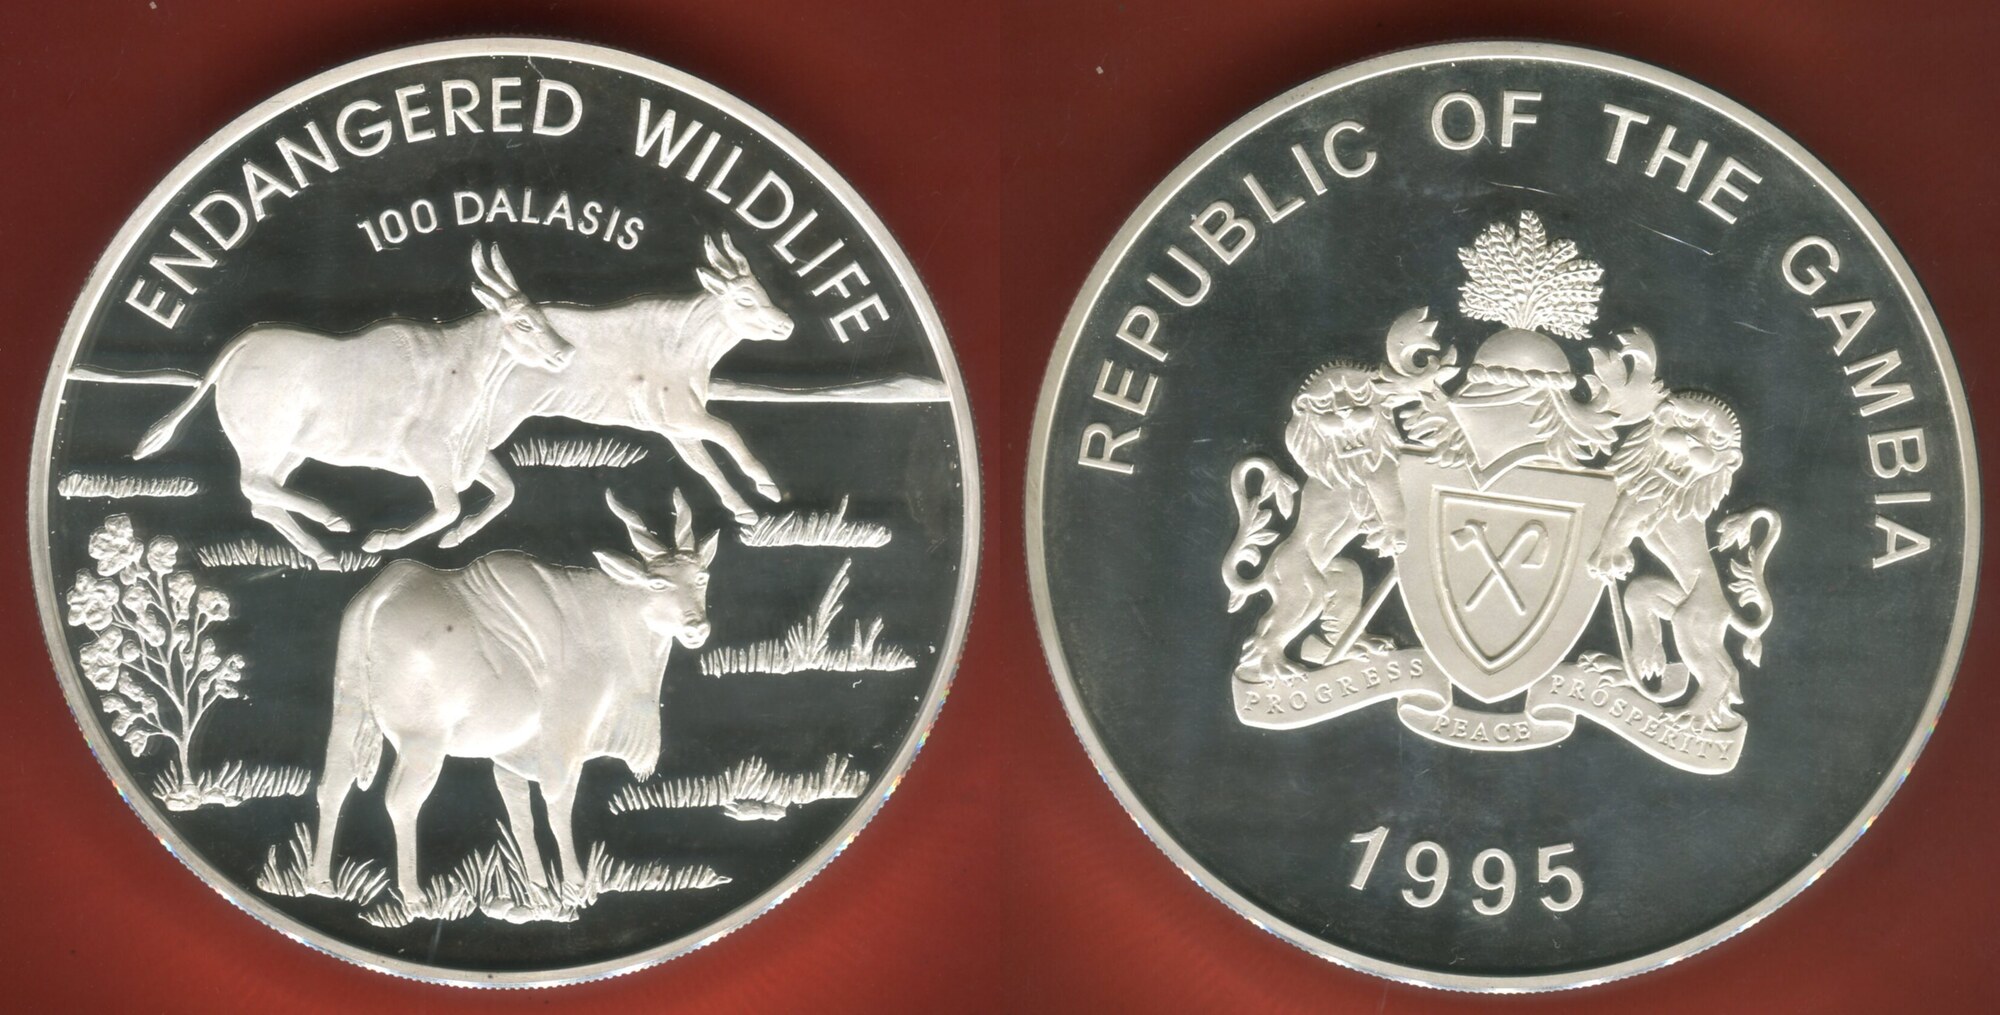 ENDANGERED WILDLIFE
100 DALASIS
REPUBLIC OF THE GAMBIA
PROGRESS
PEACE
PROSPERITY
1995